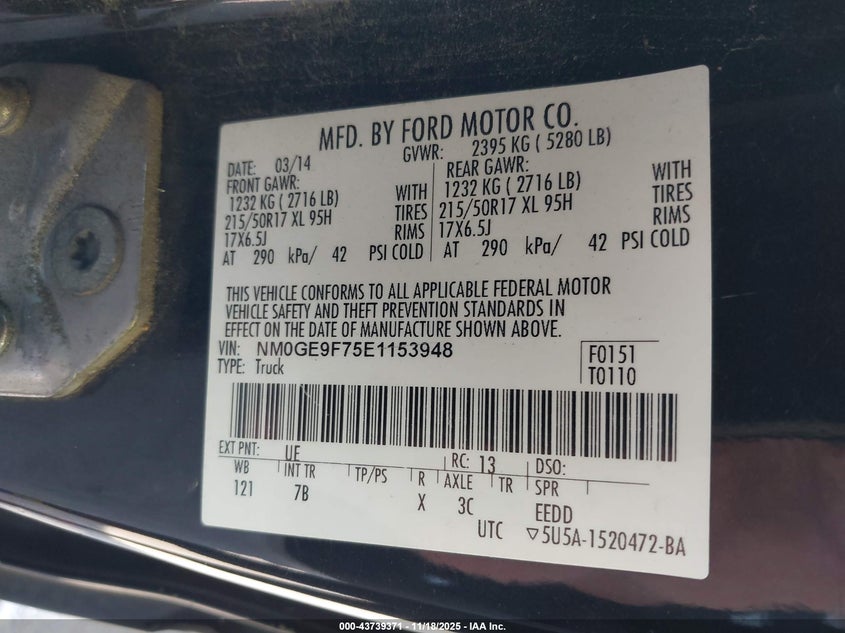 MFD. BY FORD MOTOR CO.
DATE: 03/14 GVWR: 2395 KG ( 5280 LB)
FRONT GAWR: REAR GAWR:
1232 KG ( 2716 LB) WITH 1232 KG ( 2716 LB) WITH
215/50R17 XL 95H TIRES 215/50R17 XL 95H TIRES
17X6.5J RIMS 17X6.5J RIMS
AT 290 kPa/ 42 PSI COLD AT 290 kPa/ 42 PSI COLD
THIS VEHICLE CONFORMS TO ALL APPLICABLE FEDERAL MOTOR
VEHICLE SAFETY AND THEFT PREVENTION STANDARDS IN
EFFECT ON THE DATE OF MANUFACTURE SHOWN ABOVE.
VIN: NM0GE9F75E1153948 F0151
TYPE: Truck T0110
EXT PNT: UE RC: 13 DSO:
WB INT TR TP/PS R AXLE TR SPR
121 7B X 3C EEDD
UTC ▽5U5A-1520472-BA
000-43739371 - 11/18/2025 - IAA Inc.